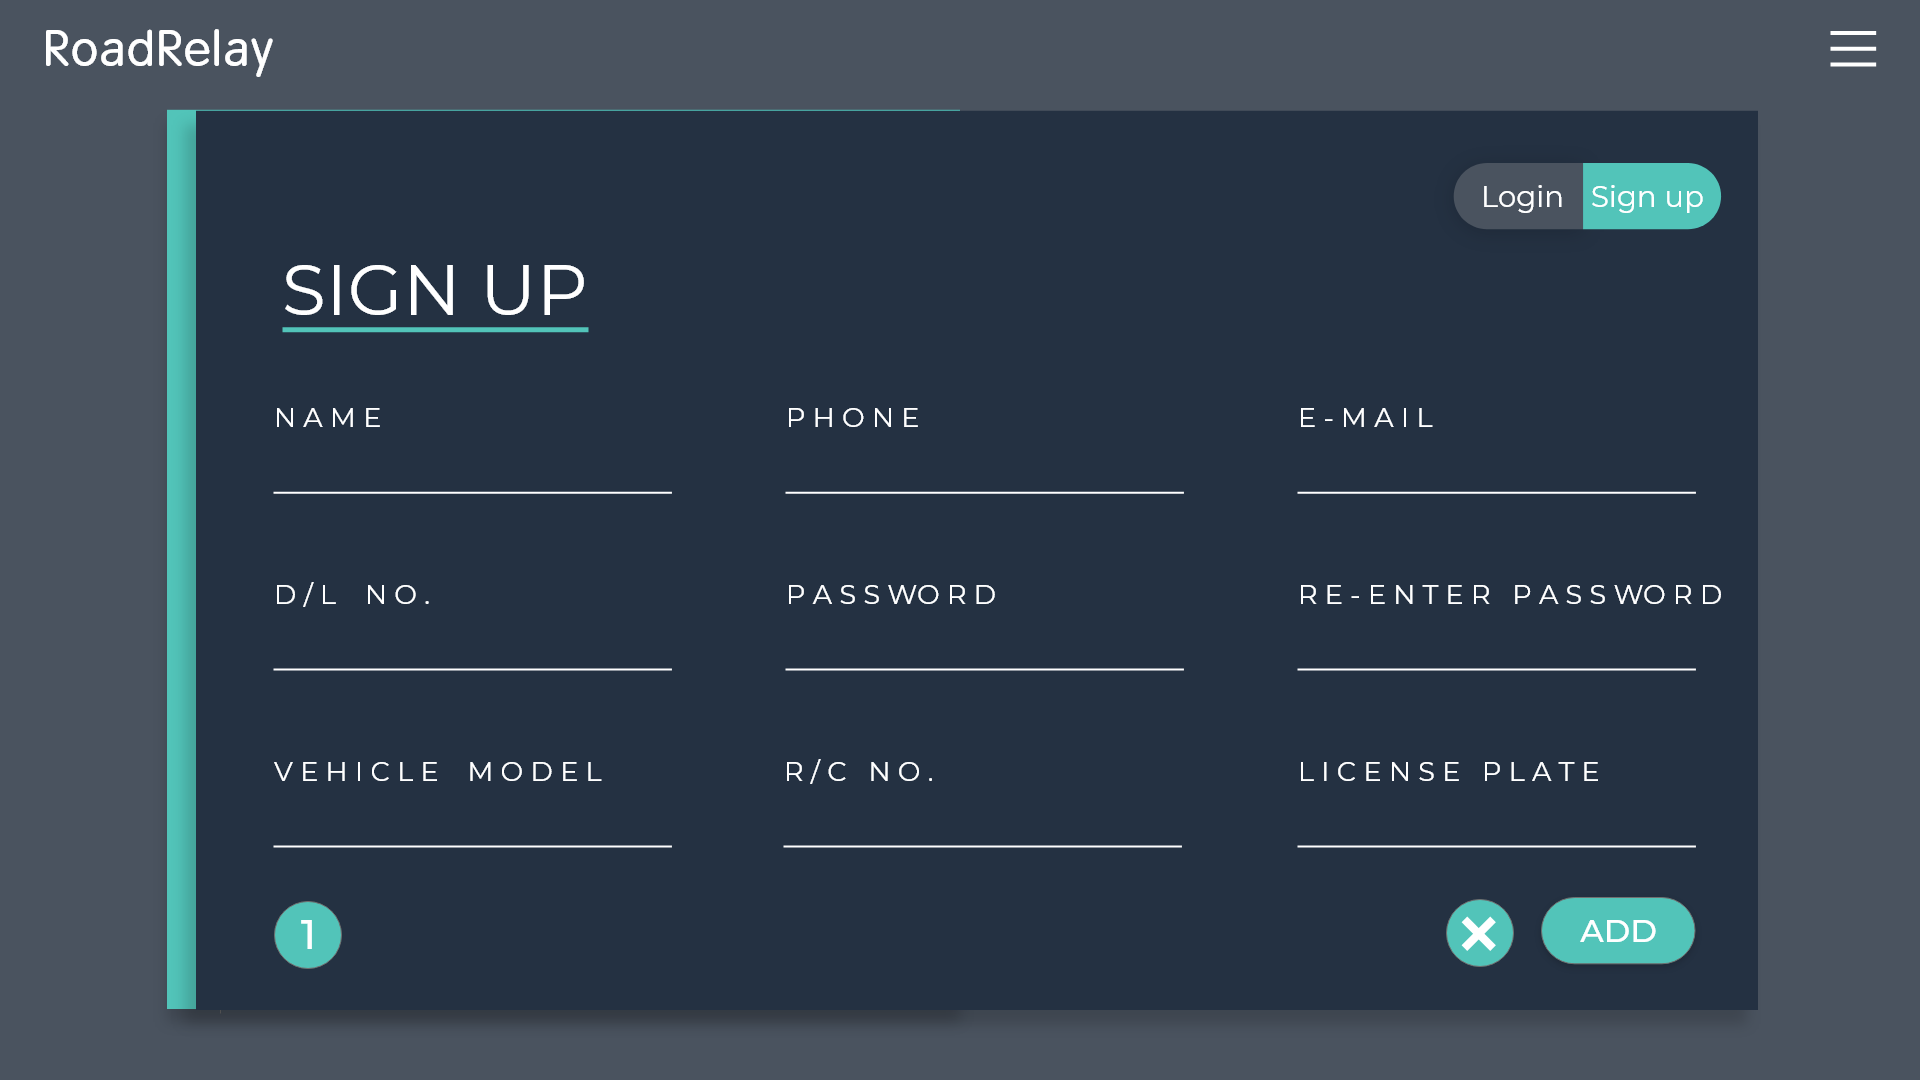 RoadRelay
Login Sign up
SIGN UP
NAME PHONE E-MAIL
D/L NO. PASSWORD RE-ENTER PASSWORD
VEHICLE MODEL R/C NO. LICENSE PLATE
1 ADD